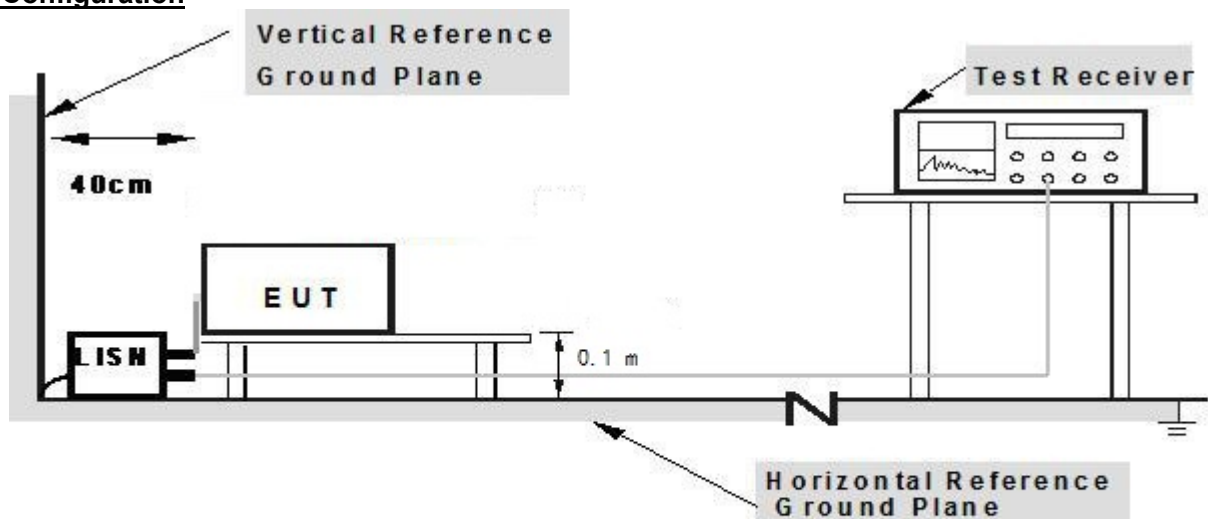 Configuration
Vertical Reference
Ground Plane
Test Receiver
40cm
EUT
LISN
0.1 m
Horizontal Reference
Ground Plane